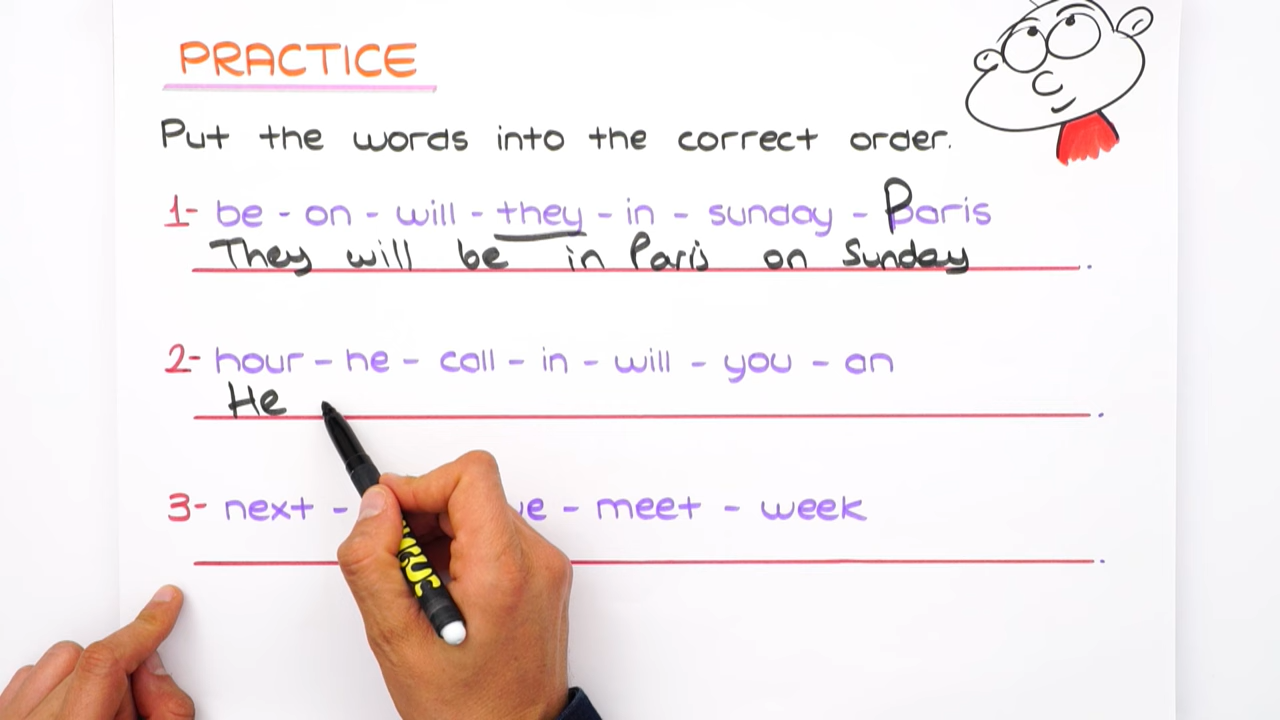 PRACTICE
Put the words into the correct order.
1- be - on - will - they - in - sunday - Paris
They will be in Paris on Sunday.
2- hour - he - call - in - will - you - an
He .
3- next - - meet - week
.